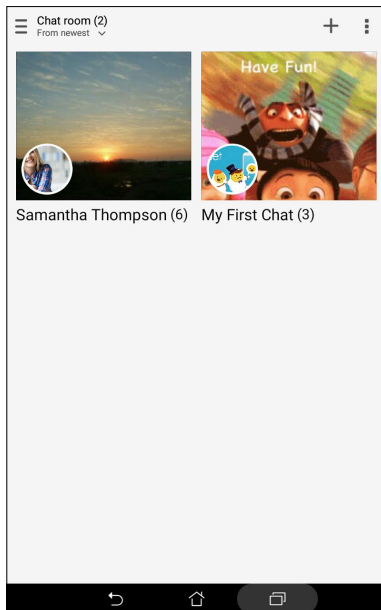 Chat room (2)
From newest
Have Fun!
Samantha Thompson (6)
My First Chat (3)